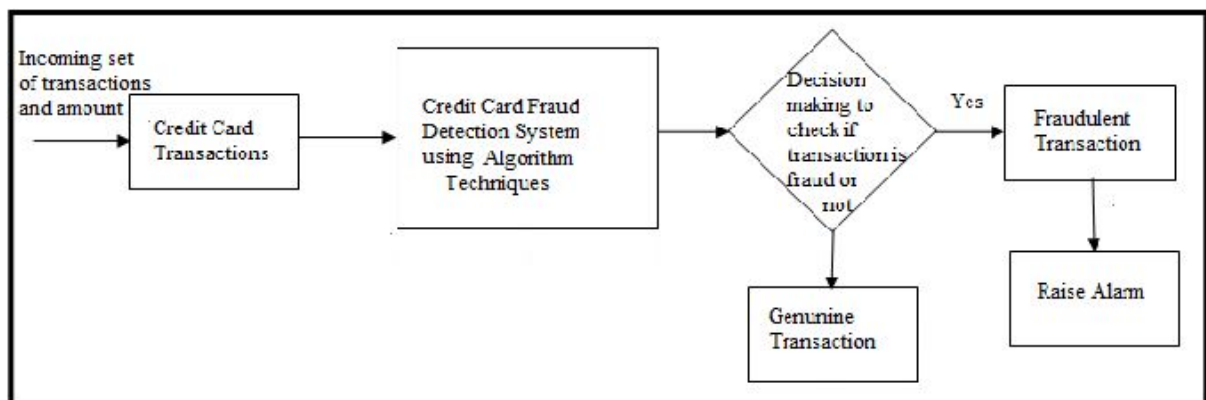 Incoming set
of transactions
and amount
Credit Card
Transactions
Credit Card Fraud
Detection System
using Algorithm
Techniques
Decision
making to
check if
transaction is
fraud or
not
Yes
Fraudulent
Transaction
Raise Alarm
Genunine
Transaction